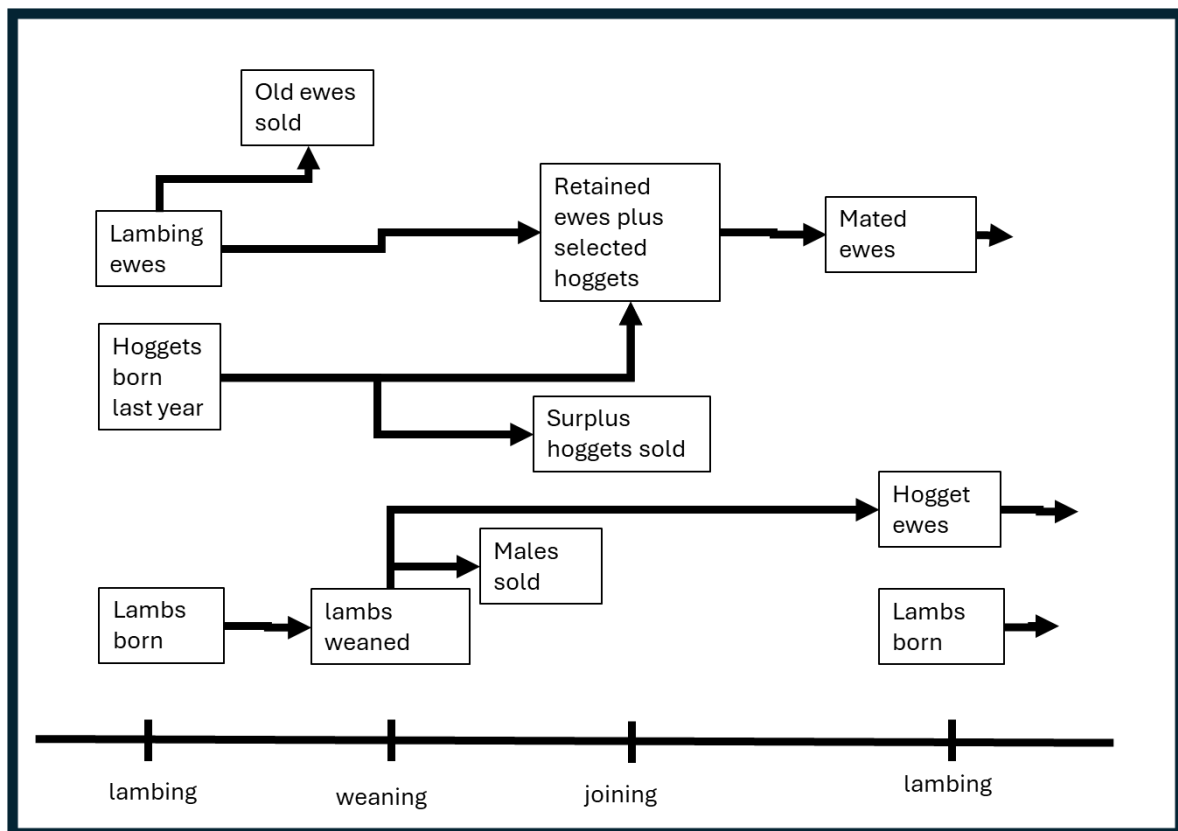 Old ewes
sold
Lambing
ewes
Retained
ewes plus
selected
hoggets
Mated
ewes
Hoggets
born
last year
Surplus
hoggets sold
Hogget
ewes
Males
sold
Lambs
born
lambs
weaned
Lambs
born
lambing
weaning
joining
lambing